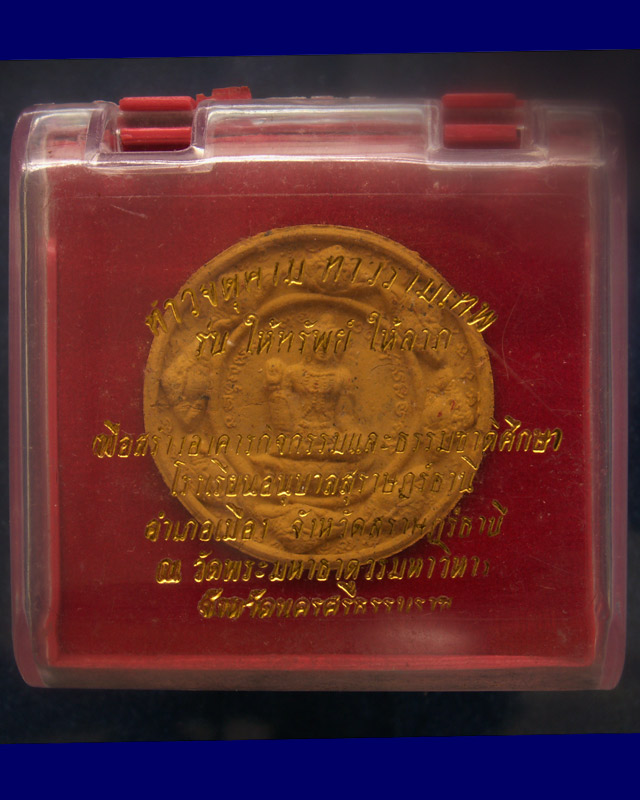 ท้าวจตุคาม ท้าวรามเทพ
รุ่น ให้ทรัพย์ ให้ลาภ
เพื่อสร้างอาคารกิจกรรมและธรรมชาติศึกษา
โรงเรียนอนุบาลสุราษฎร์ธานี
อำเภอเมือง จังหวัดสุราษฎร์ธานี
ณ วัดพระมหาธาตุวรมหาวิหาร
จังหวัดนครศรีธรรมราช